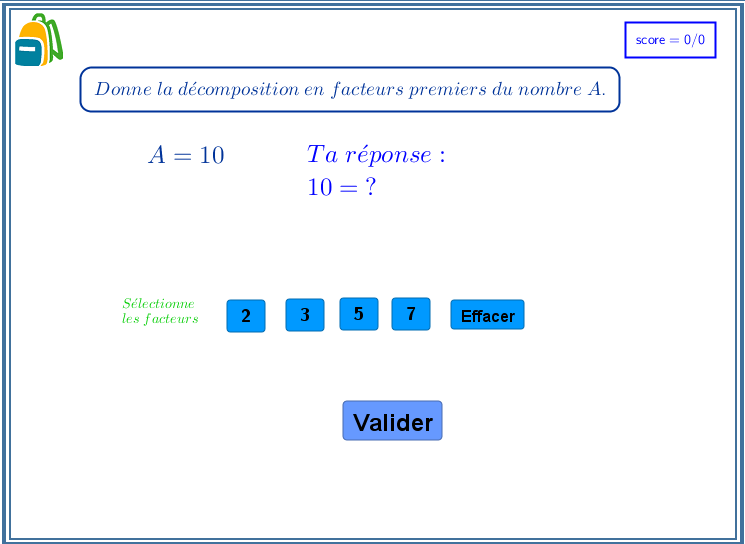 score = 0/0
Donne la décomposition en facteurs premiers du nombre A.
A = 10
Ta réponse :
10 = ?
Sélectionne
les facteurs
2 3 5 7 Effacer
Valider